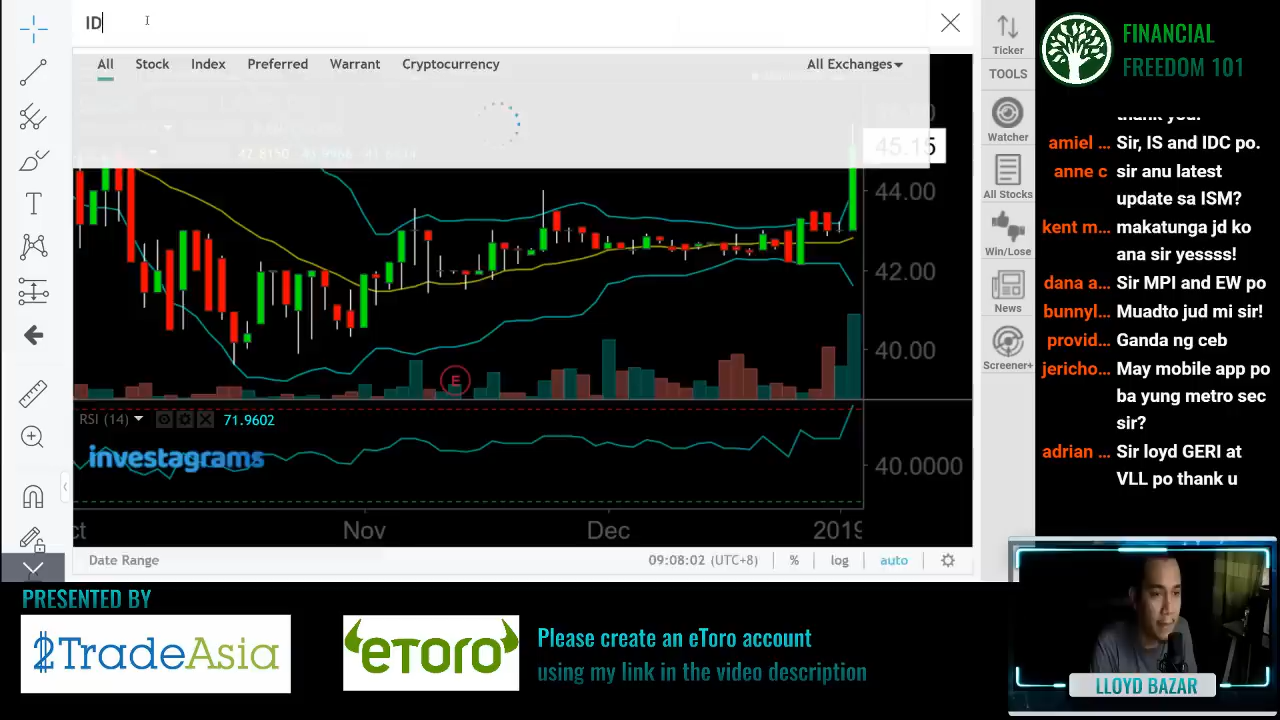 ID
All Stock Index Preferred Warrant Cryptocurrency All Exchanges
45.15
44.00
42.00
40.00
E
RSI (14) 71.9602
investagrams
40.0000
Nov Dec 2019
Date Range 09:08:02 (UTC+8) % log auto
Ticker
TOOLS
Watcher
All Stocks
Win/Lose
News
Screener+
FINANCIAL
FREEDOM 101
thank you!
amiel ... Sir, IS and IDC po.
anne c sir anu latest
update sa ISM?
kent m... makatunga jd ko
ana sir yessss!
dana a... Sir MPI and EW po
bunnyl... Muadto jud mi sir!
provid... Ganda ng ceb
jericho... May mobile app po
ba yung metro sec
sir?
adrian ... Sir loyd GERI at
VLL po thank u
PRESENTED BY
2TradeAsia
eToro
Please create an eToro account
using my link in the video description
LLOYD BAZAR